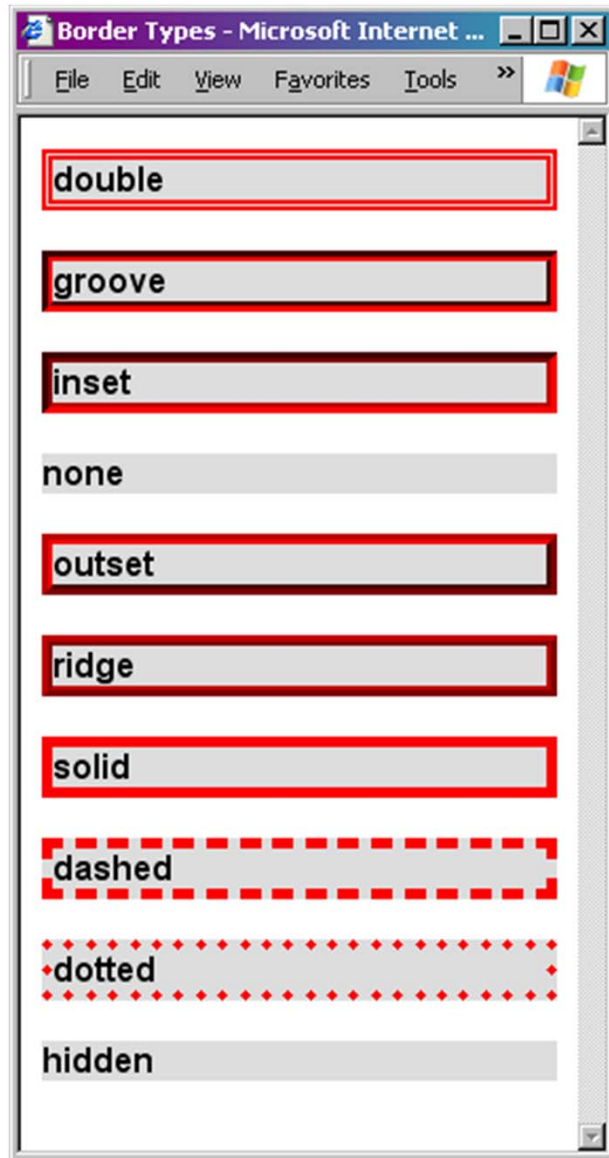 Border Types - Microsoft Internet ...
File Edit View Favorites Tools »
double
groove
inset
none
outset
ridge
solid
dashed
dotted
hidden